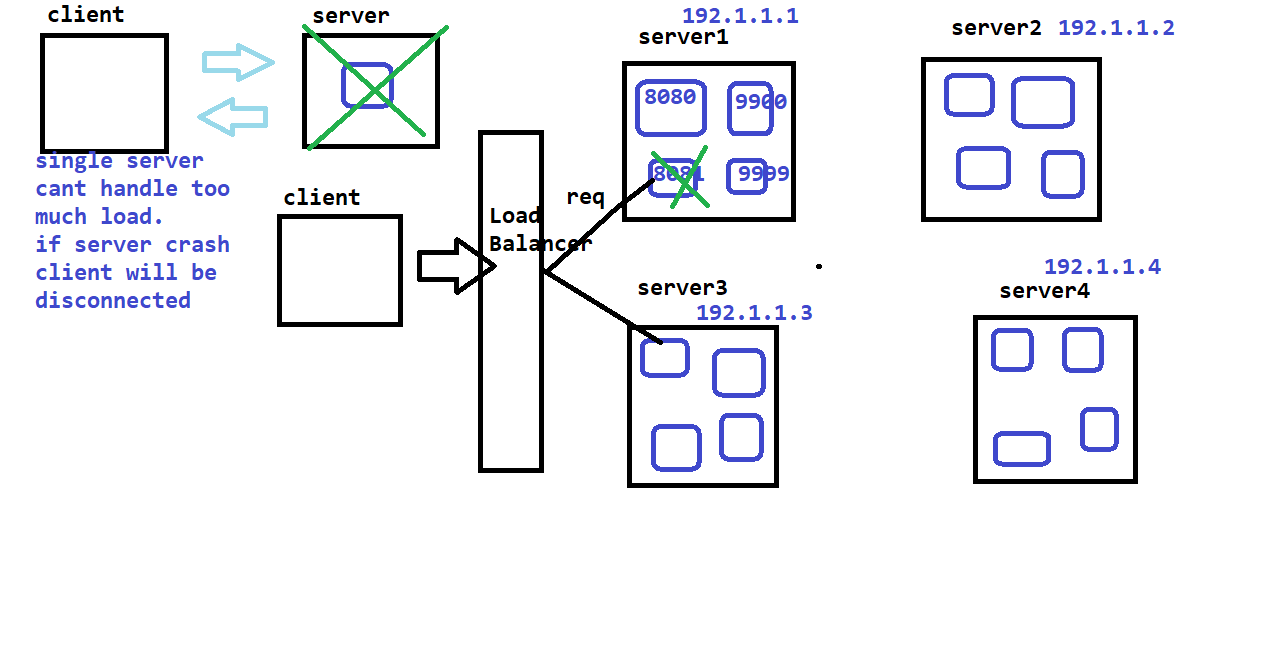 client
server
single server
cant handle too
much load.
if server crash
client will be
disconnected
client
Load
Balancer
req
192.1.1.1
server1
8080
9900
8081
9999
server2 192.1.1.2
server3
192.1.1.3
192.1.1.4
server4